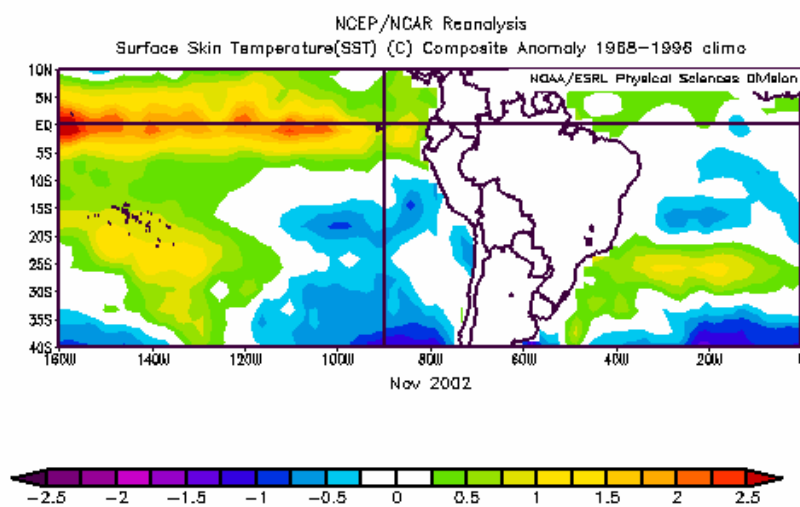 NCEP/NCAR Reanalysis
Surface Skin Temperature(SST) (C) Composite Anomaly 1968-1996 climo
NOAA/ESRL Physical Sciences Division
10N
5N
EQ
5S
10S
15S
20S
25S
30S
35S
40S
160W 140W 120W 100W 80W 60W 40W 20W 0
Nov 2002
-2.5 -2 -1.5 -1 -0.5 0 0.5 1 1.5 2 2.5